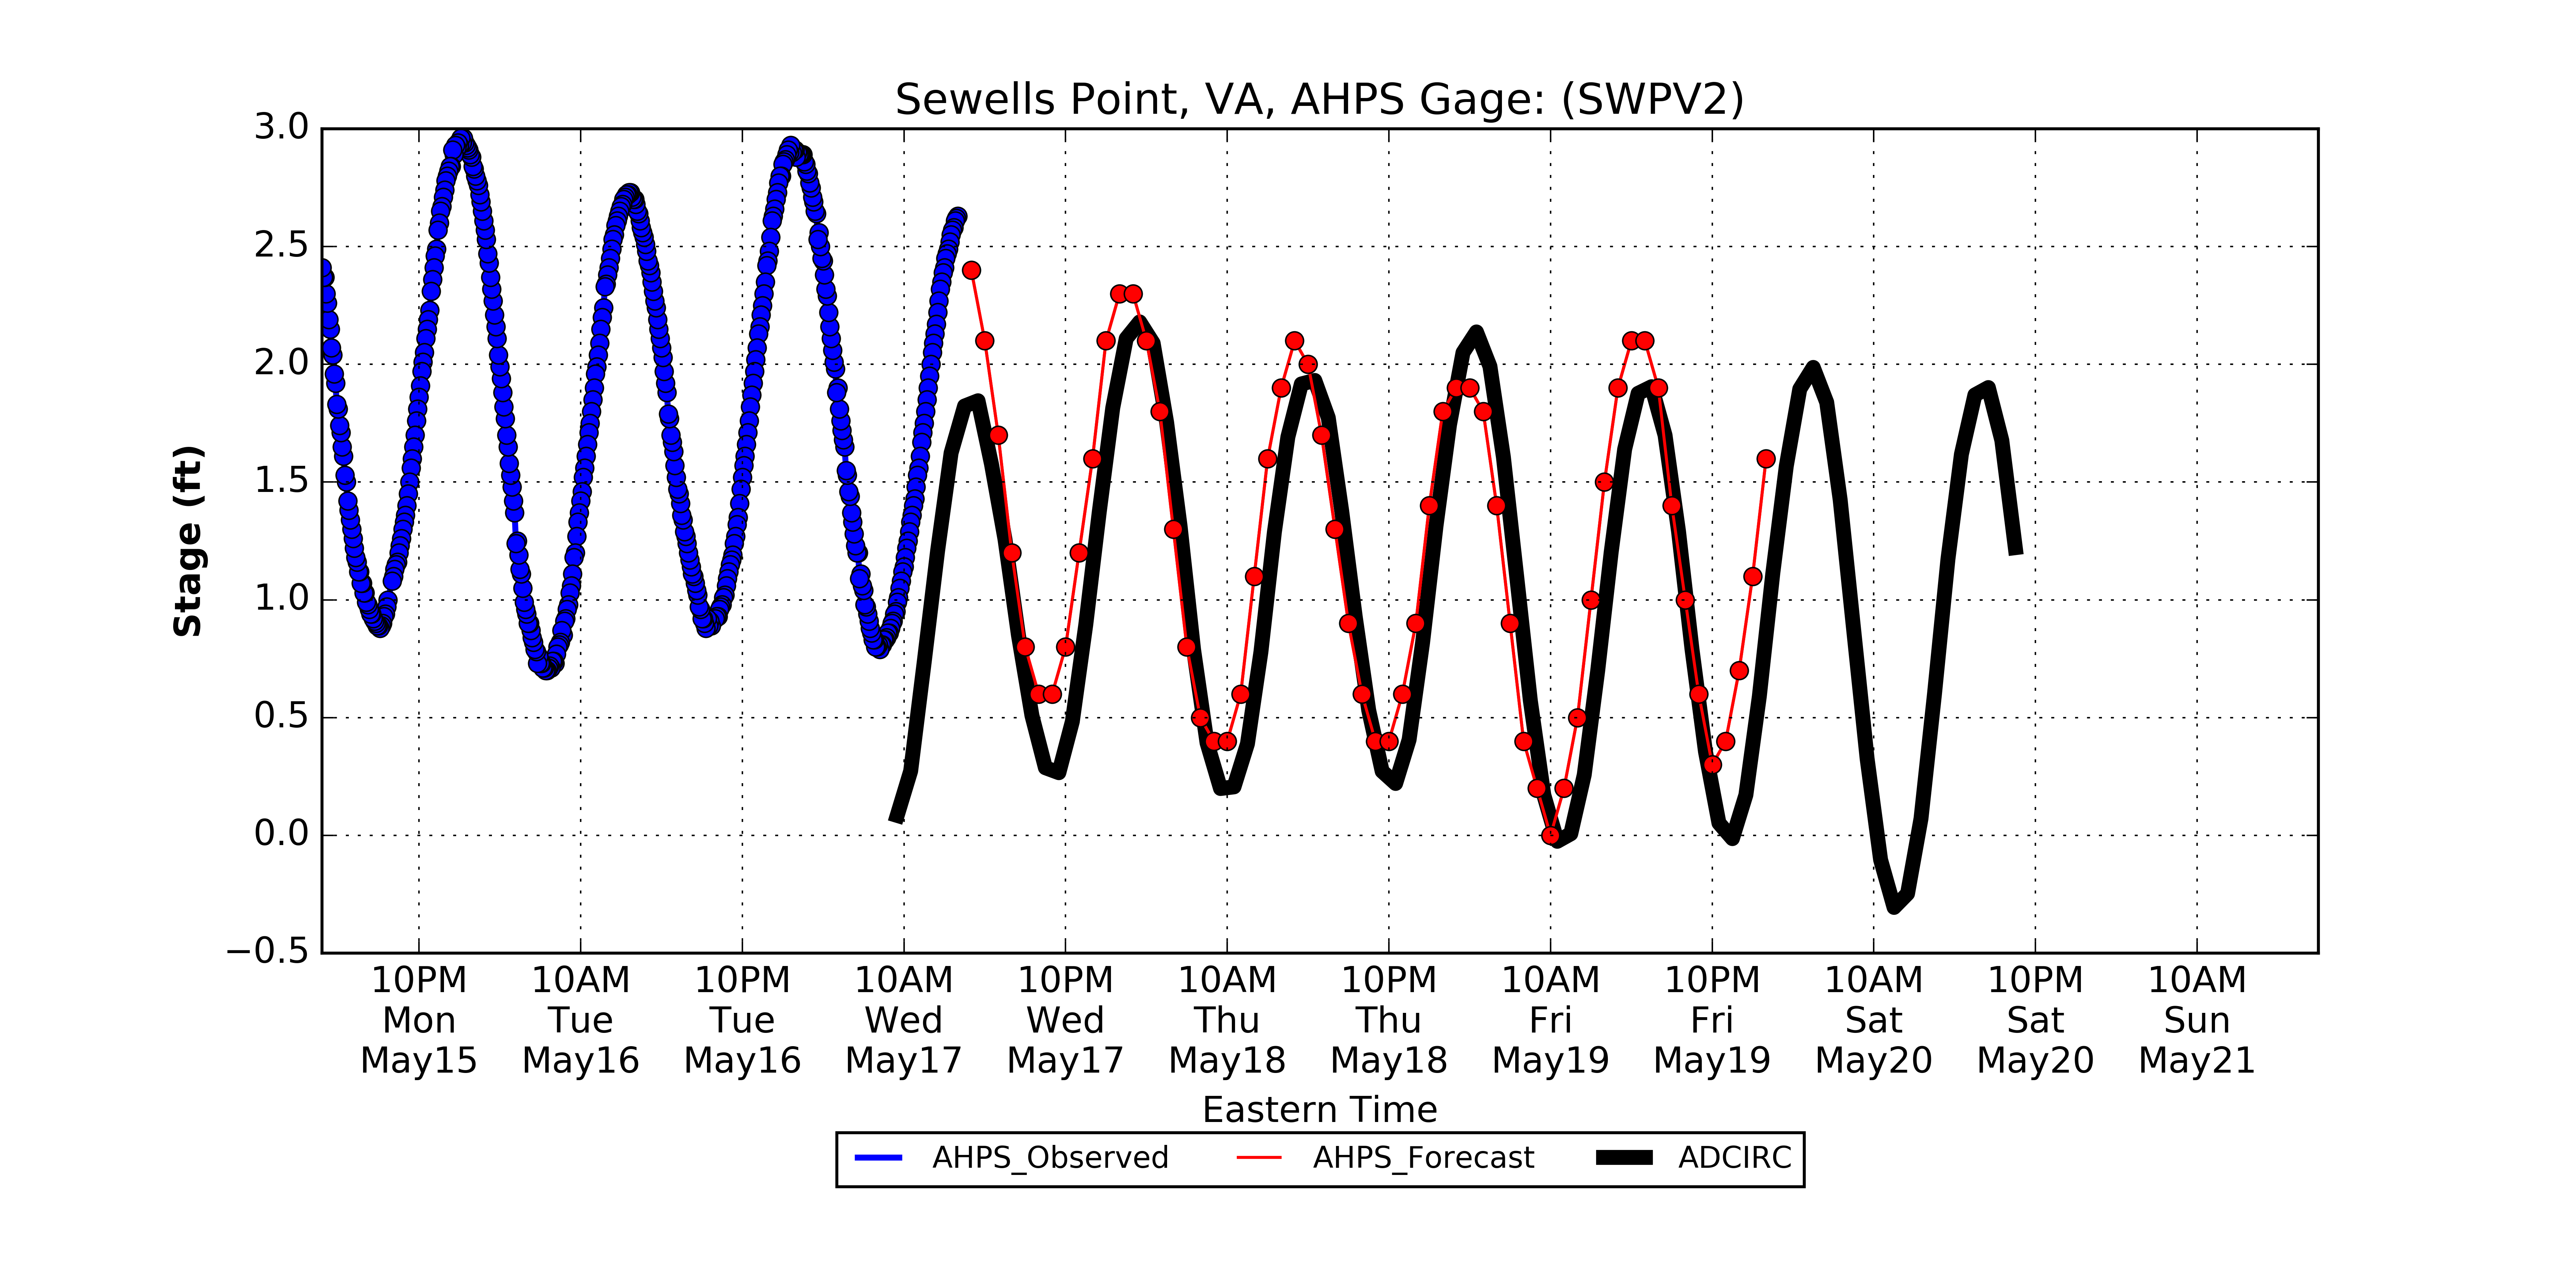 Sewells Point, VA, AHPS Gage: (SWPV2)
3.0
2.5
2.0
1.5
1.0
0.5
0.0
−0.5
Stage (ft)
10PM 10AM 10PM 10AM 10PM 10AM 10PM 10AM 10PM 10AM 10PM 10AM
Mon Tue Tue Wed Wed Thu Thu Fri Fri Sat Sat Sun
May15 May16 May16 May17 May17 May18 May18 May19 May19 May20 May20 May21
Eastern Time
AHPS_Observed AHPS_Forecast ADCIRC